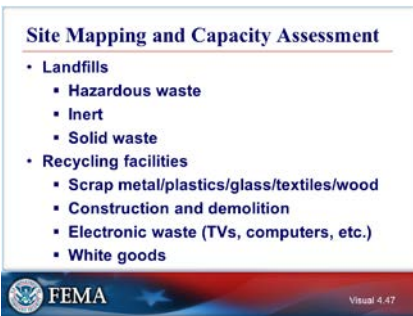 Site Mapping and Capacity Assessment
• Landfills
▪ Hazardous waste
▪ Inert
▪ Solid waste
• Recycling facilities
▪ Scrap metal/plastics/glass/textiles/wood
▪ Construction and demolition
▪ Electronic waste (TVs, computers, etc.)
▪ White goods
FEMA
Visual 4.47